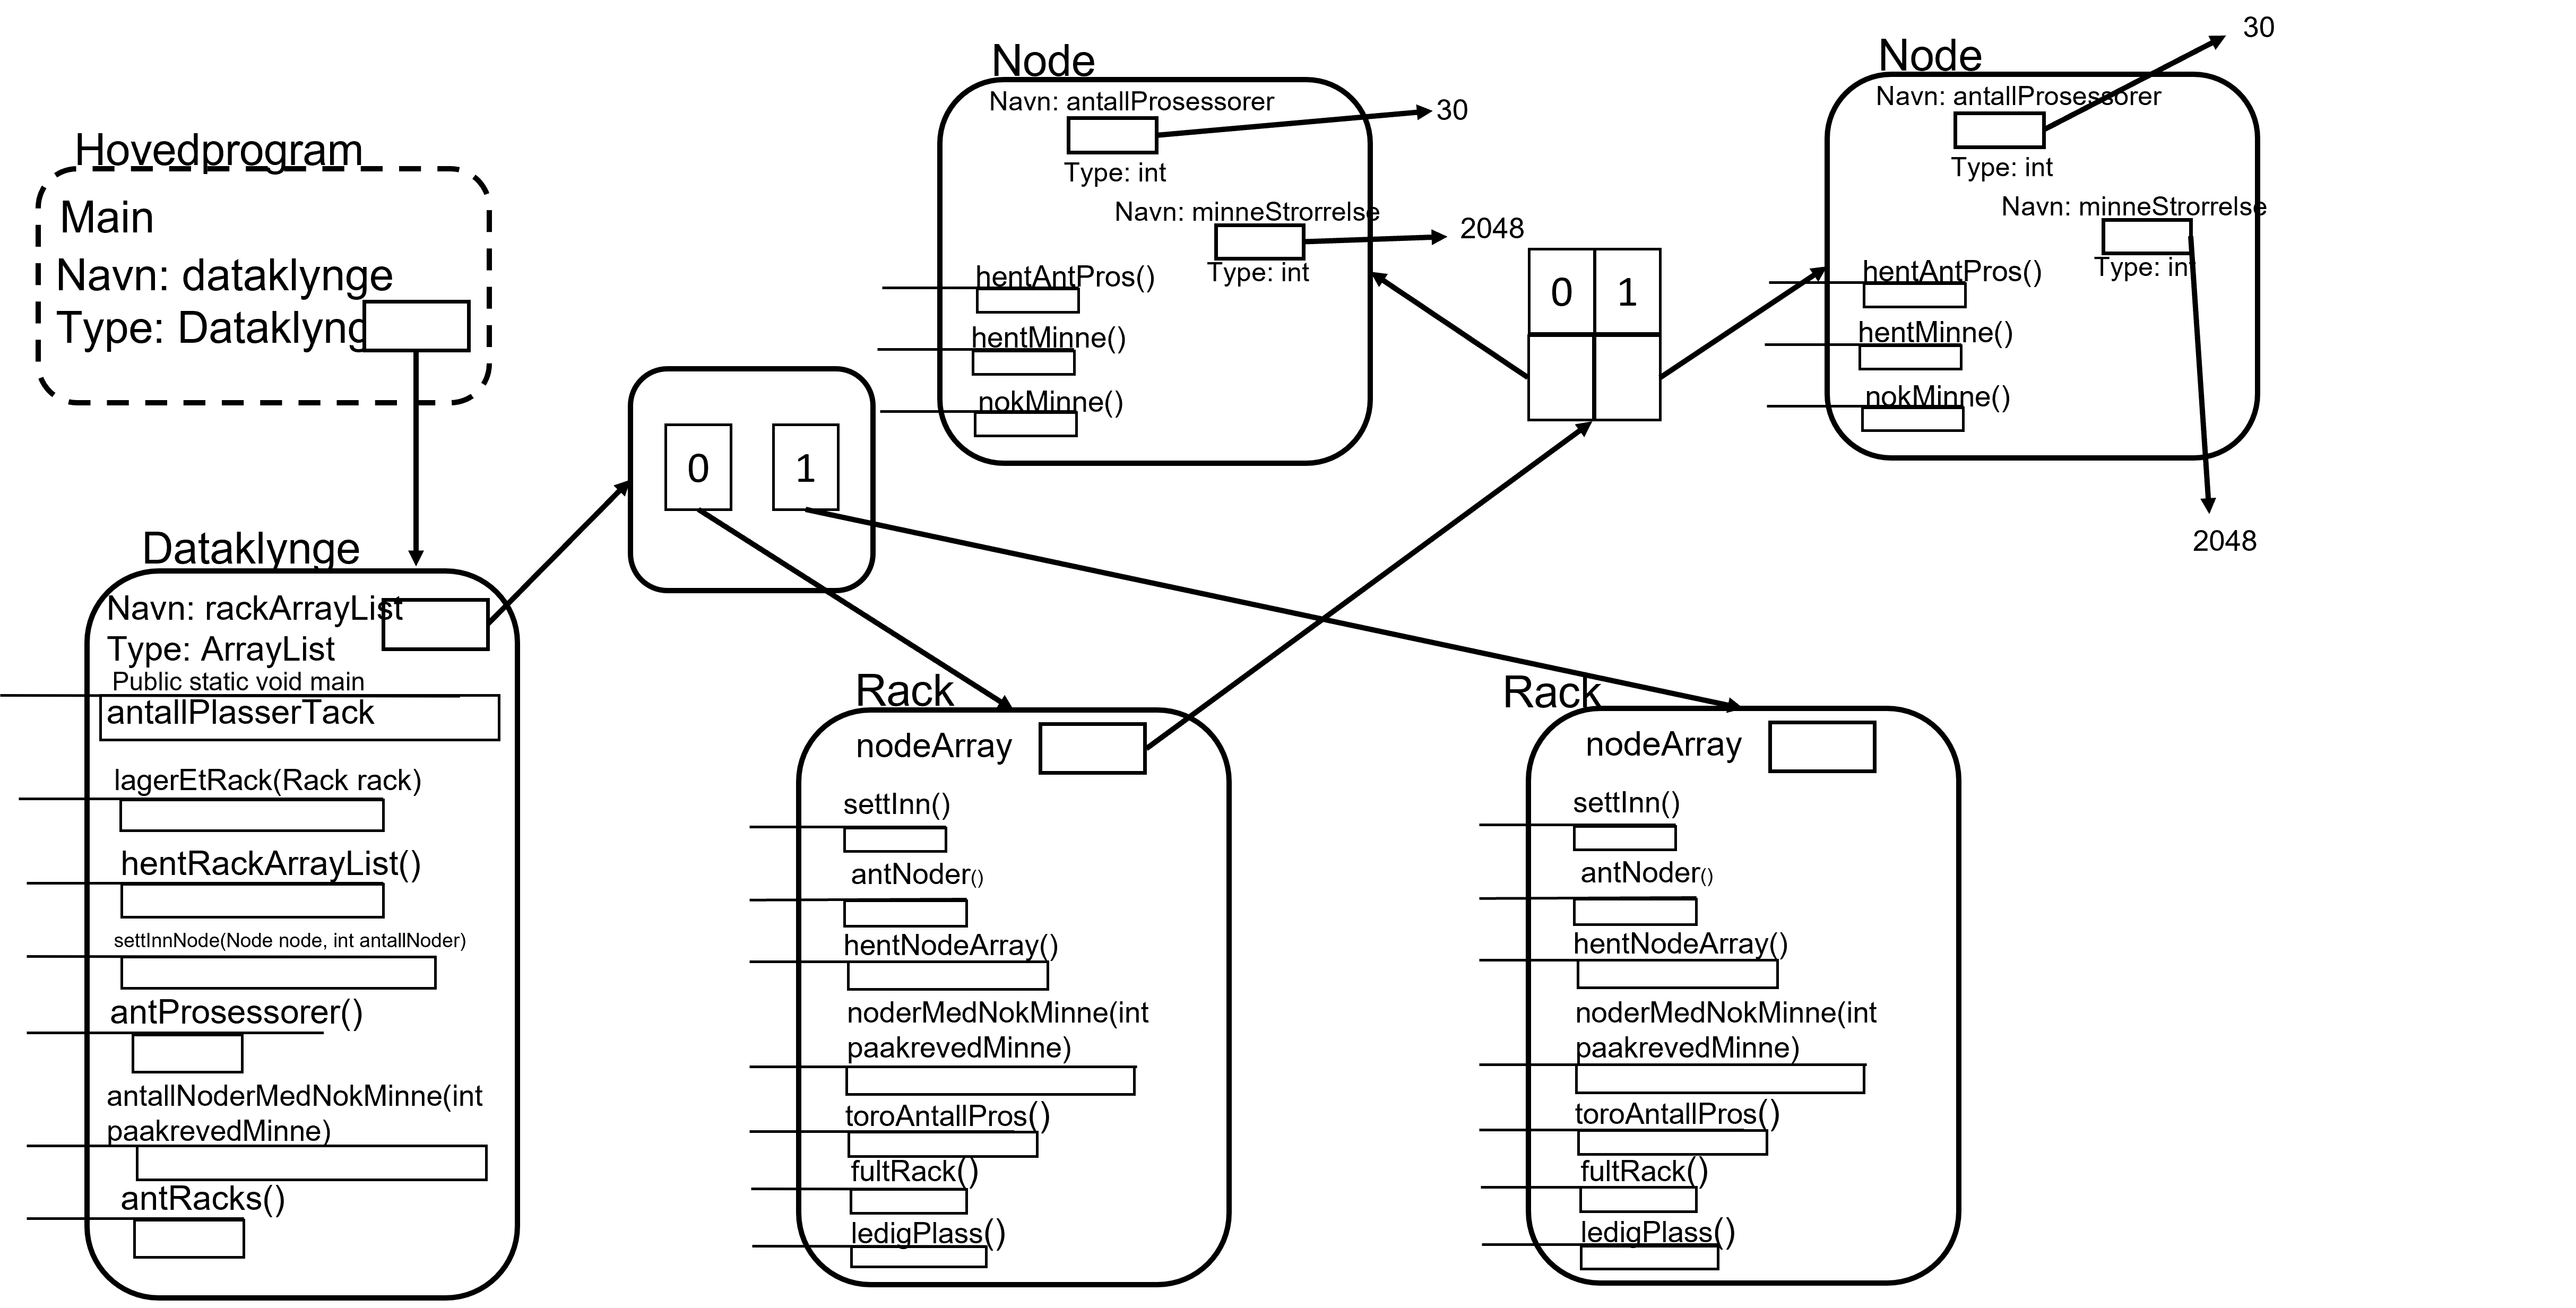 Hovedprogram
Main
Navn: dataklynge
Type: Dataklyng
Dataklynge
Navn: rackArrayList
Type: ArrayList
Public static void main
antallPlasserTack
lagerEtRack(Rack rack)
hentRackArrayList()
settInnNode(Node node, int antallNoder)
antProsessorer()
antallNoderMedNokMinne(int
paakrevedMinne)
antRacks()
0 1
Node
Navn: antallProsessorer
30
Type: int
Navn: minneStrorrelse
2048
Type: int
hentAntPros()
hentMinne()
nokMinne()
0 1
Node
30
Navn: antallProsessorer
Type: int
Navn: minneStrorrelse
Type: int
hentAntPros()
hentMinne()
nokMinne()
2048
Rack
nodeArray
settInn()
antNoder()
hentNodeArray()
noderMedNokMinne(int
paakrevedMinne)
toroAntallPros()
fultRack()
ledigPlass()
Rack
nodeArray
settInn()
antNoder()
hentNodeArray()
noderMedNokMinne(int
paakrevedMinne)
toroAntallPros()
fultRack()
ledigPlass()